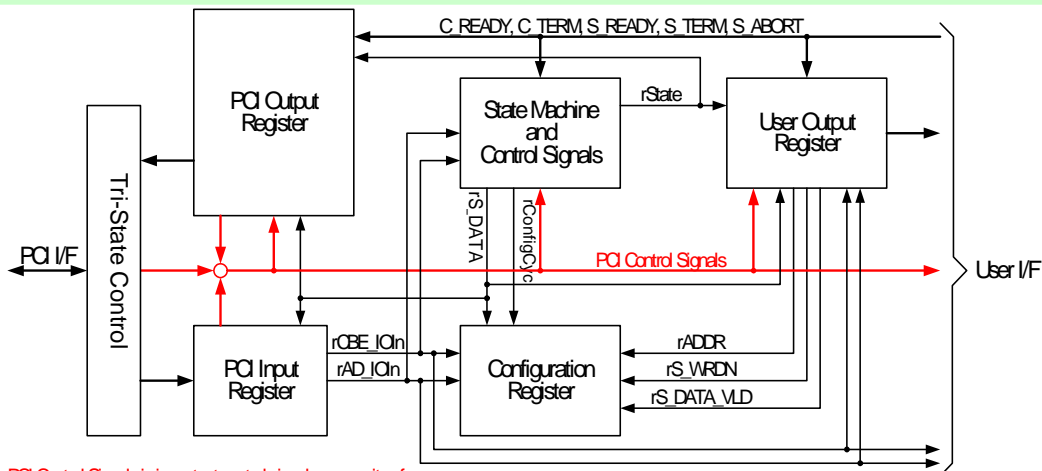 C_READY, C_TERM, S_READY, S_TERM, S_ABORT
PCI Output
Register
State Machine
and
Control Signals
rState
User Output
Register
Tri-State Control
rS_DATA
rConfigCyc
PCI I/F
PCI Control Signals
User I/F
PCI Input
Register
rCBE_IOIn
rAD_IOIn
Configuration
Register
rADDR
rS_WRDN
rS_DATA_VLD